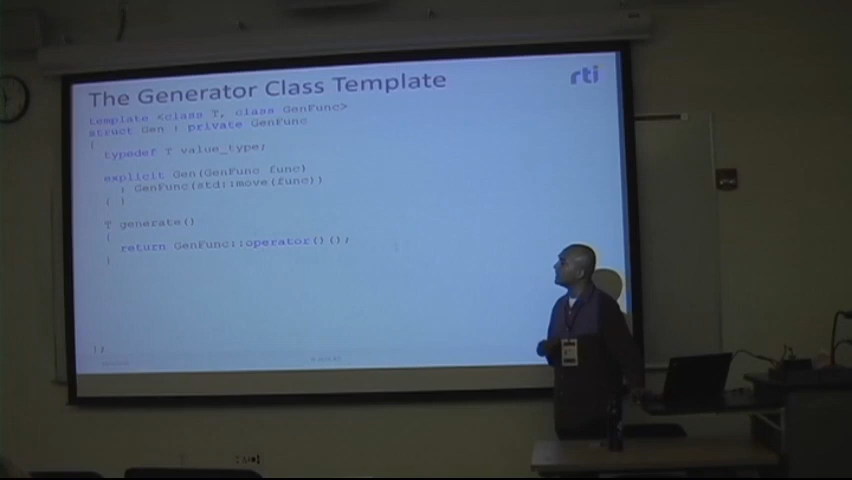 The Generator Class Template
rti
template <class T, class GenFunc>
struct Gen : private GenFunc
{
typedef T value_type;
explicit Gen(GenFunc func)
: GenFunc(std::move(func))
{ }
T generate()
{
return GenFunc::operator()();
}
};